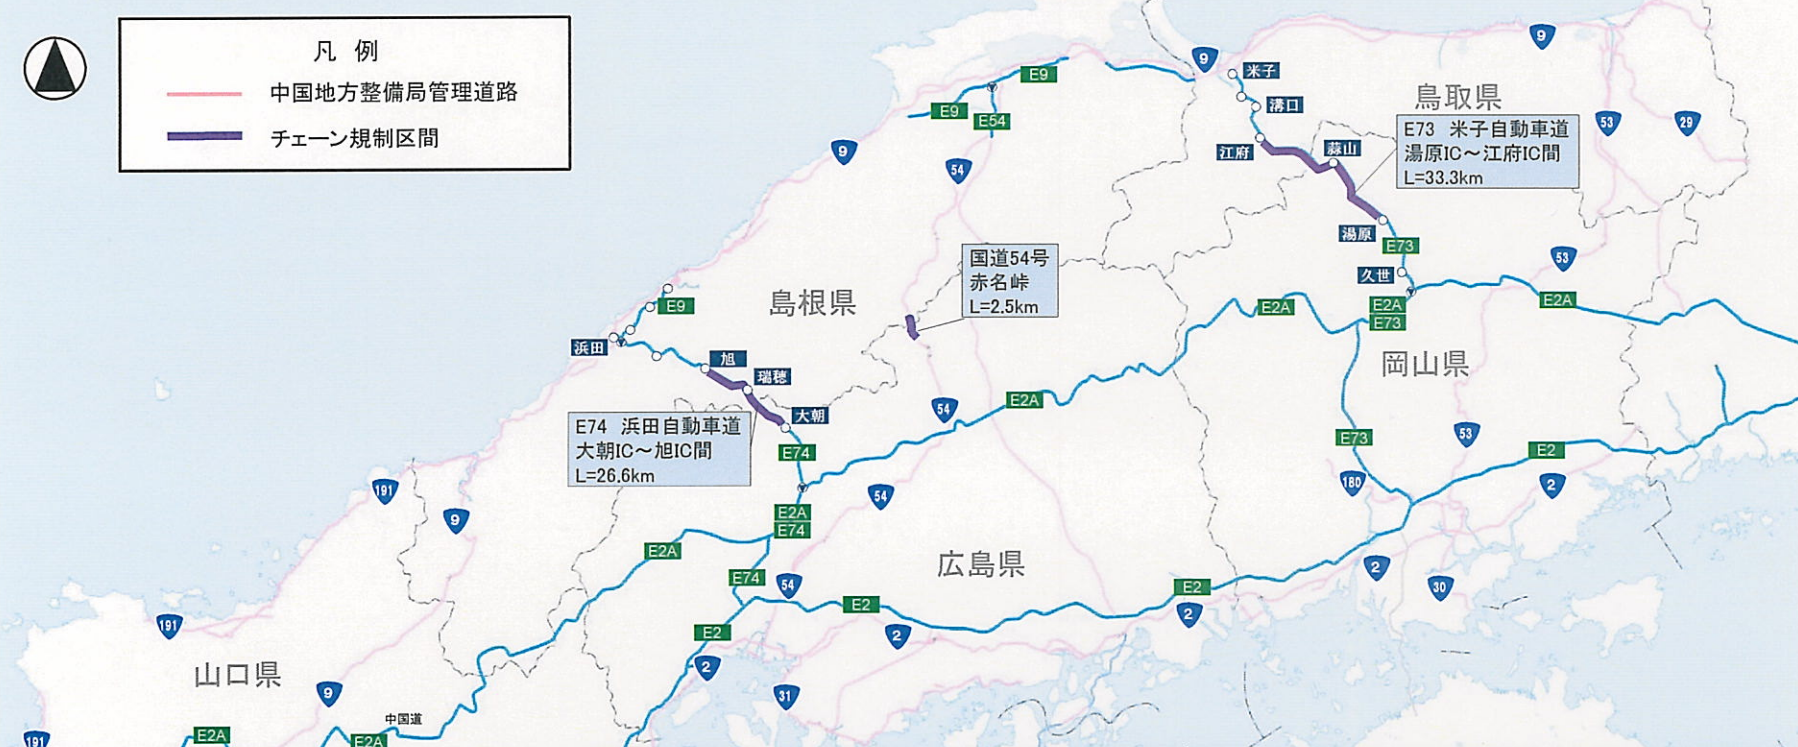 凡 例
中国地方整備局管理道路
チェーン規制区間
9
9
米子
E9
溝口
鳥取県
E9
E54
53
29
E73 米子自動車道
湯原IC～江府IC間
L=33.3km
9
江府
蒜山
54
湯原
E73
国道54号
赤名峠
L=2.5km
53
久世
島根県
E9
E2A
E2A
E73
E2A
浜田
旭
瑞穂
岡山県
大朝
E2A
54
E74 浜田自動車道
大朝IC～旭IC間
L=26.6km
E74
E73
53
E2
191
54
180
2
9
E2A
E74
E2A
広島県
2
E74
54
E2
30
E2
2
191
E2
2
山口県
2
9
31
中国道
191
E2A
E2A